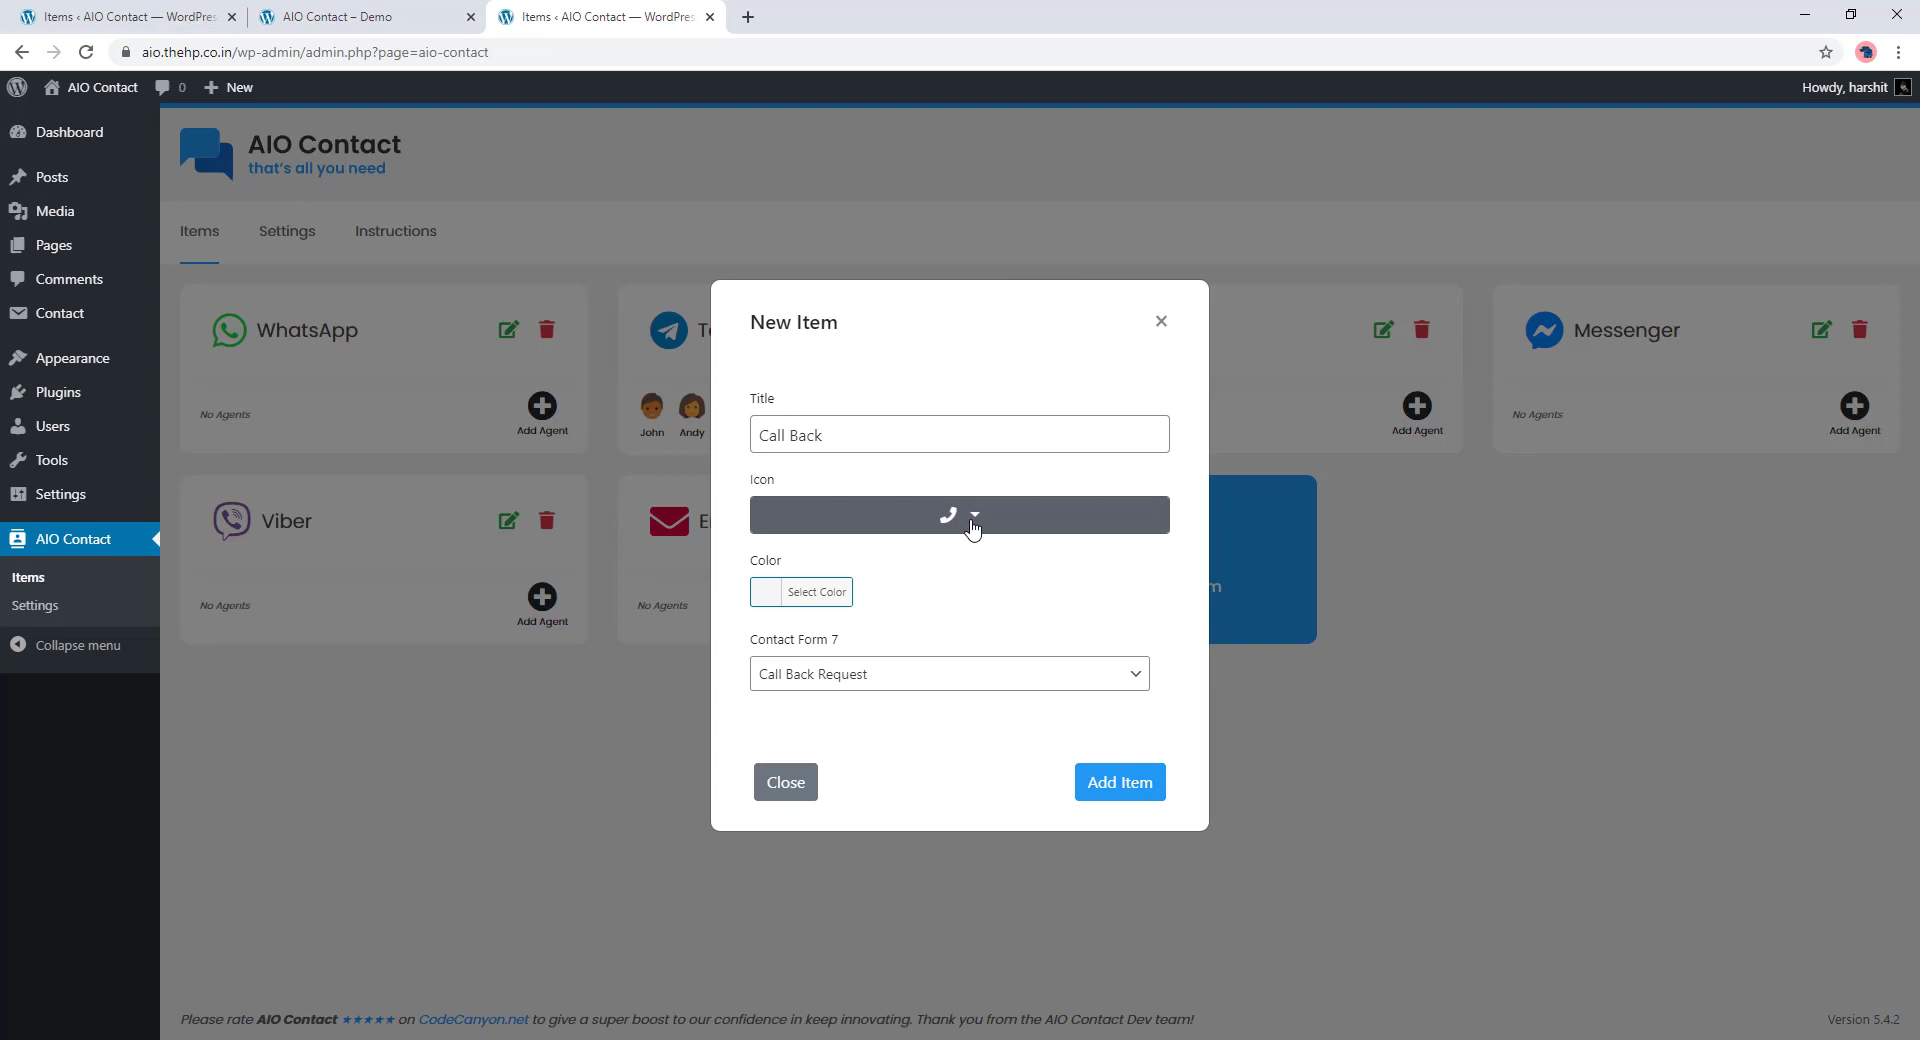 Items ‹ AIO Contact — WordPres
AIO Contact – Demo
Items ‹ AIO Contact — WordPres
aio.thehp.co.in/wp-admin/admin.php?page=aio-contact
AIO Contact
0
New
Howdy, harshit
Dashboard
Posts
Media
Pages
Comments
Contact
Appearance
Plugins
Users
Tools
Settings
AIO Contact
Items
Settings
Collapse menu
AIO Contact
that's all you need
Items
Settings
Instructions
WhatsApp
No Agents
Add Agent
Te
John
Andy
Add Agent
Messenger
No Agents
Add Agent
Viber
No Agents
Add Agent
E
No Agents
m
New Item
Title
Call Back
Icon
Color
Select Color
Contact Form 7
Call Back Request
Close
Add Item
Please rate AIO Contact ★★★★★ on CodeCanyon.net to give a super boost to our confidence in keep innovating. Thank you from the AIO Contact Dev team!
Version 5.4.2